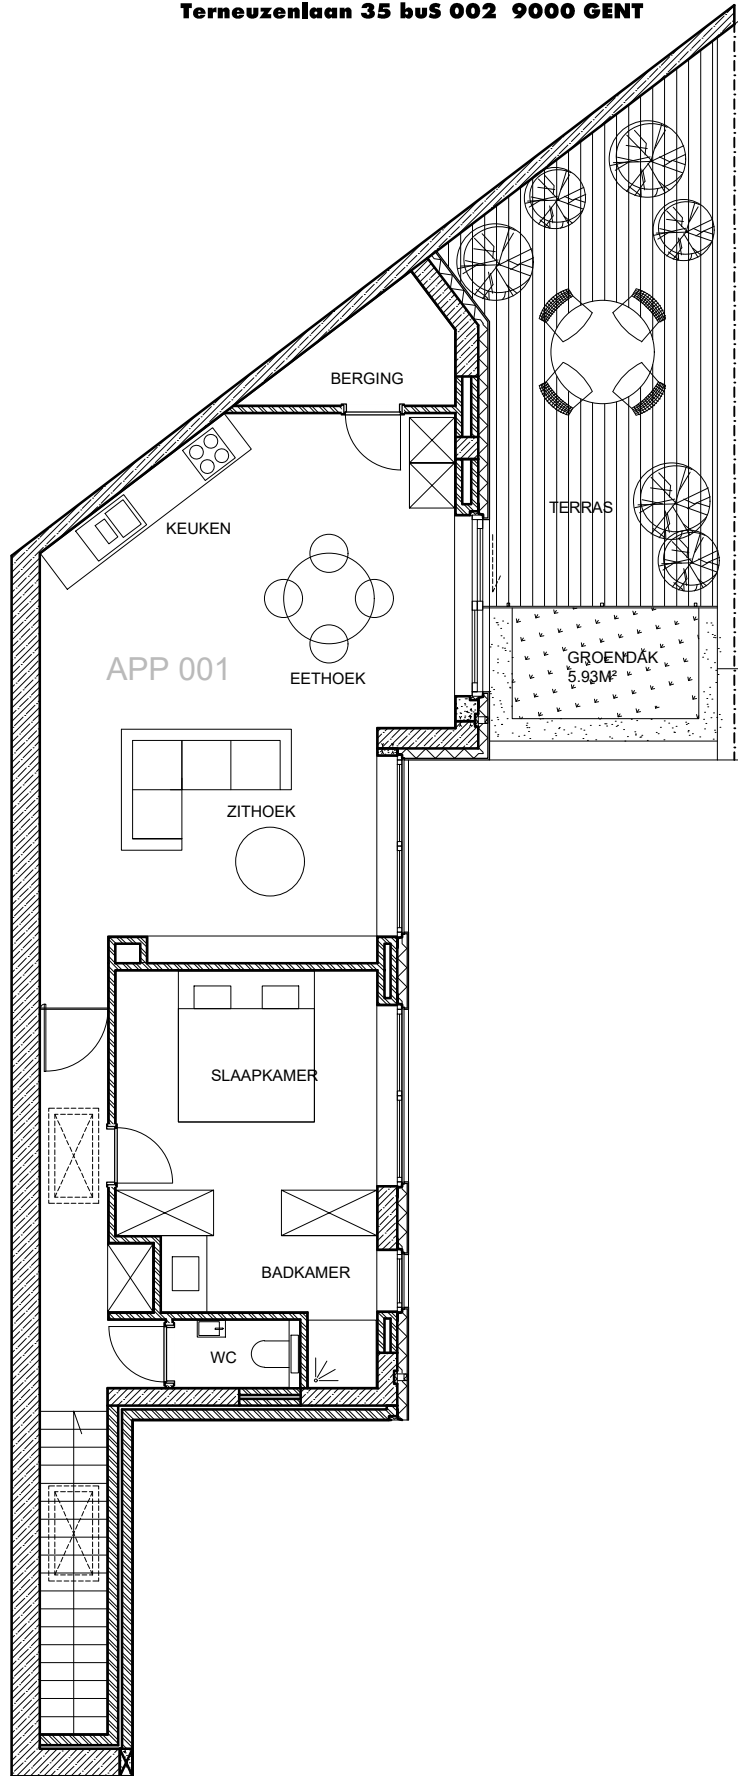 Terneuzenlaan 35 buS 002 9000 GENT
BERGING
TERRAS
KEUKEN
GROENDAK
5.93M²
APP 001
EETHOEK
ZITHOEK
SLAAPKAMER
BADKAMER
WC